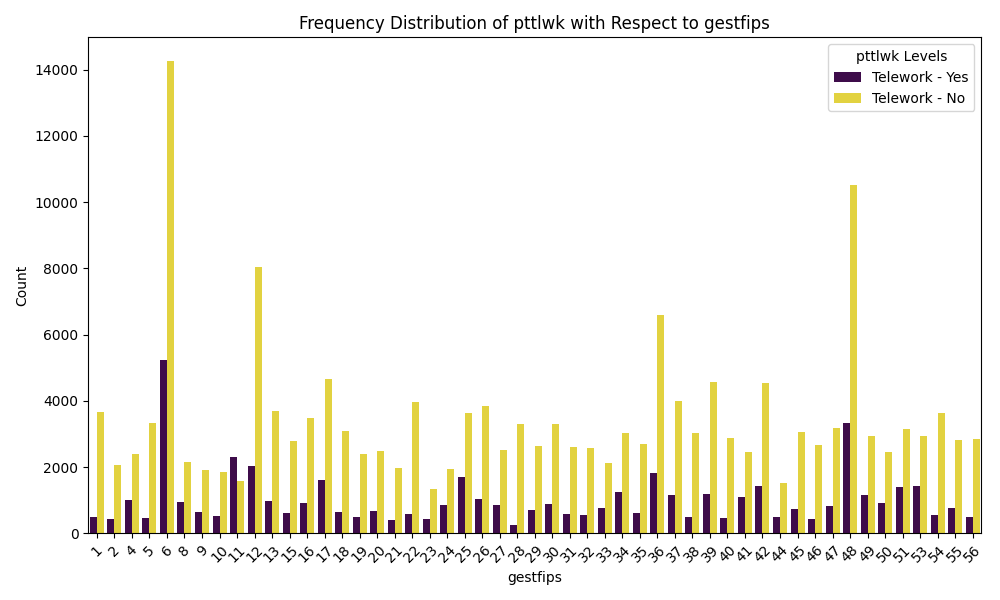 Frequency Distribution of pttlwk with Respect to gestfips
pttlwk Levels
Telework - Yes
Telework - No
Count
14000
12000
10000
8000
6000
4000
2000
0
1 2 4 5 6 8 9 10 11 12 13 15 16 17 18 19 20 21 22 23 24 25 26 27 28 29 30 31 32 33 34 35 36 37 38 39 40 41 42 44 45 46 47 48 49 50 51 53 54 55 56
gestfips